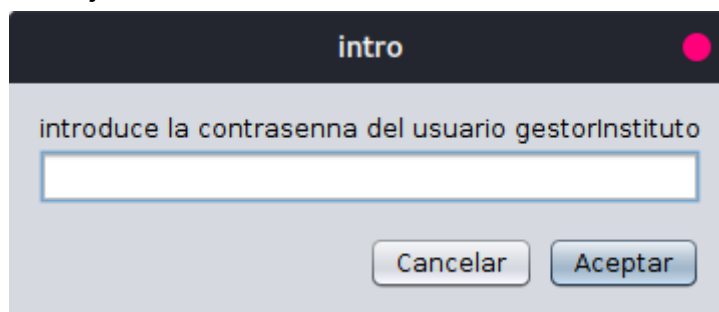 intro
introduce la contrasenna del usuario gestorInstituto
Cancelar Aceptar